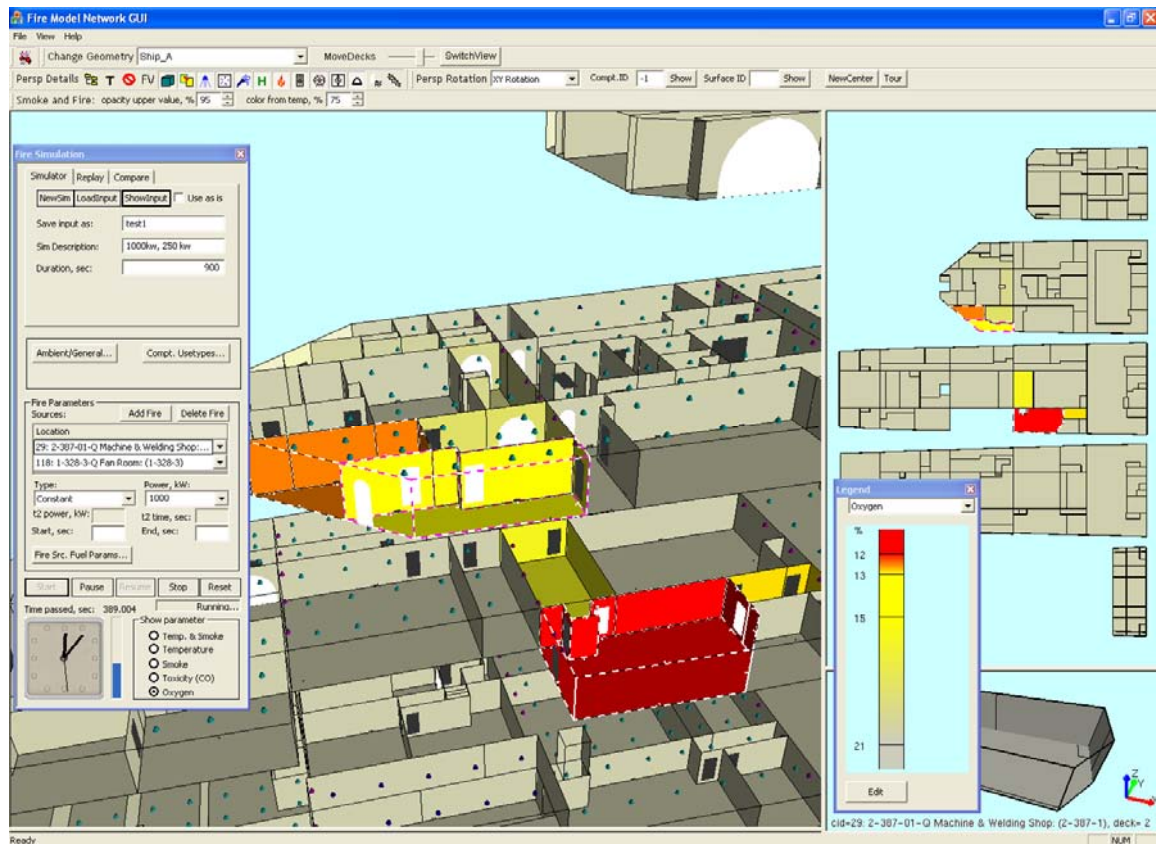 Fire Model Network GUI
File View Help
Change Geometry Ship_A MoveDecks SwitchView
Persp Details T FV H Persp Rotation XY Rotation Compt.ID -1 Show Surface ID Show NewCenter Tour
Smoke and Fire: opacity upper value, % 95 color from temp, % 75
Fire Simulation
Simulator Replay Compare
NewSim LoadInput ShowInput Use as is
Save input as: test1
Sim Description: 1000kw, 250 kw
Duration, sec: 900
Ambient/General... Compt. Usetypes...
Fire Parameters
Sources: Add Fire Delete Fire
Location
29: 2-387-01-Q Machine & Welding Shop:...
118: 1-328-3-Q Fan Room: (1-328-3)
Type: Power, kW:
Constant 1000
t2 power, kW: t2 time, sec:
Start, sec: End, sec:
Fire Src. Fuel Params...
Start Pause Resume Stop Reset
Time passed, sec: 389.004 Running...
Show parameter
Temp. & Smoke
Temperature
Smoke
Toxicity (CO)
Oxygen
Legend
Oxygen
%
12
13
15
21
Edit
Z
Y
X
cid=29: 2-387-01-Q Machine & Welding Shop: (2-387-1), deck= 2
Ready NUM